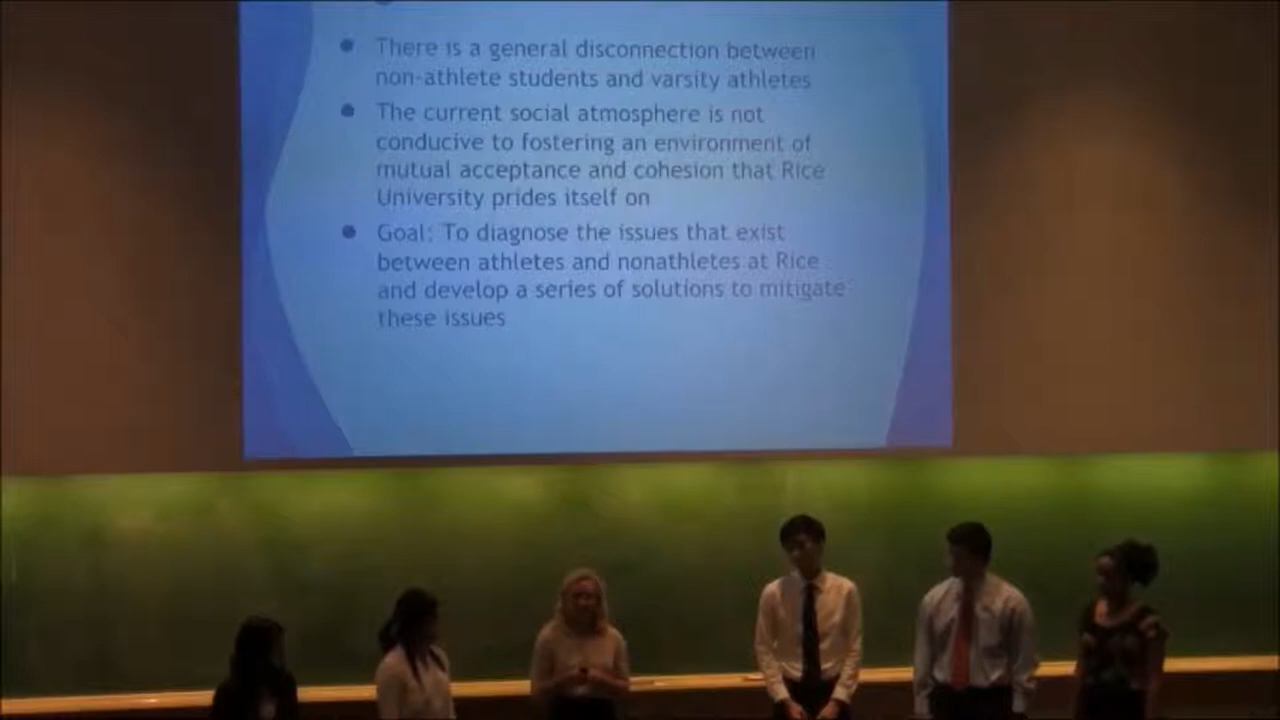 There is a general disconnection between
non-athlete students and varsity athletes
The current social atmosphere is not
conducive to fostering an environment of
mutual acceptance and cohesion that Rice
University prides itself on
Goal: To diagnose the issues that exist
between athletes and nonathletes at Rice
and develop a series of solutions to mitigate
these issues